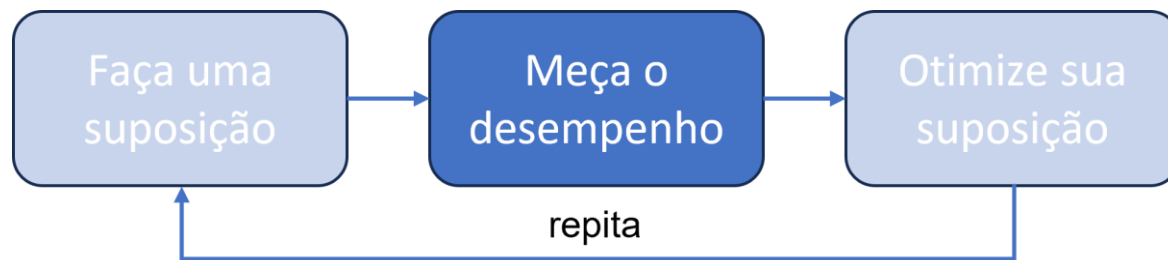 Faça uma
suposição
Meça o
desempenho
Otimize sua
suposição
repita